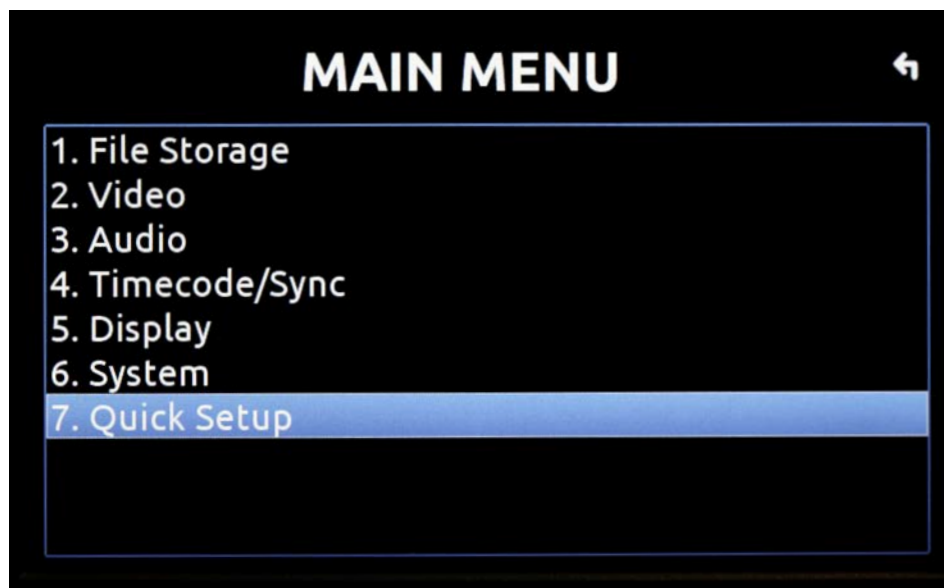 MAIN MENU
1. File Storage
2. Video
3. Audio
4. Timecode/Sync
5. Display
6. System
7. Quick Setup